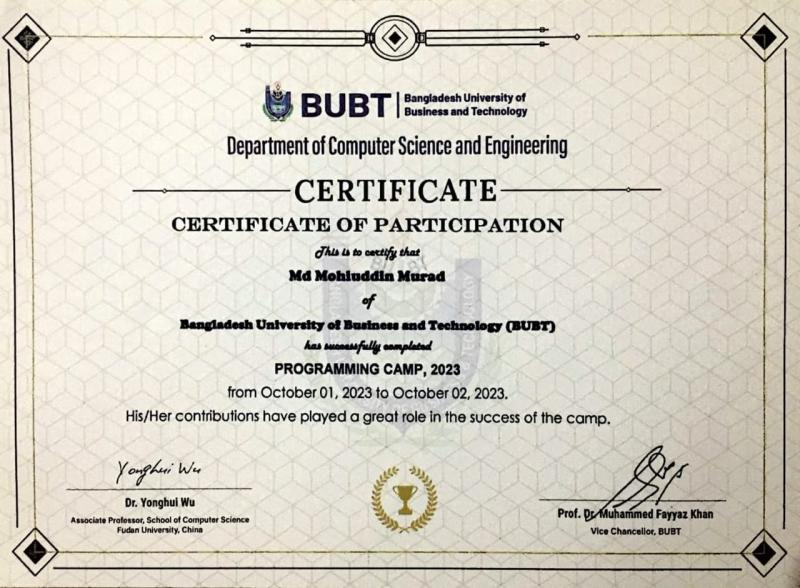 BUBT
Bangladesh University of
Business and Technology
Department of Computer Science and Engineering
CERTIFICATE
CERTIFICATE OF PARTICIPATION
This is to certify that
Md Mohiuddin Murad
of
Bangladesh University of Business and Technology (BUBT)
has successfully completed
PROGRAMMING CAMP, 2023
from October 01, 2023 to October 02, 2023.
His/Her contributions have played a great role in the success of the camp.
Yonghui Wu
Dr. Yonghui Wu
Associate Professor, School of Computer Science
Fudan University, China
Prof. Dr. Muhammed Fayyaz Khan
Vice Chancellor, BUBT